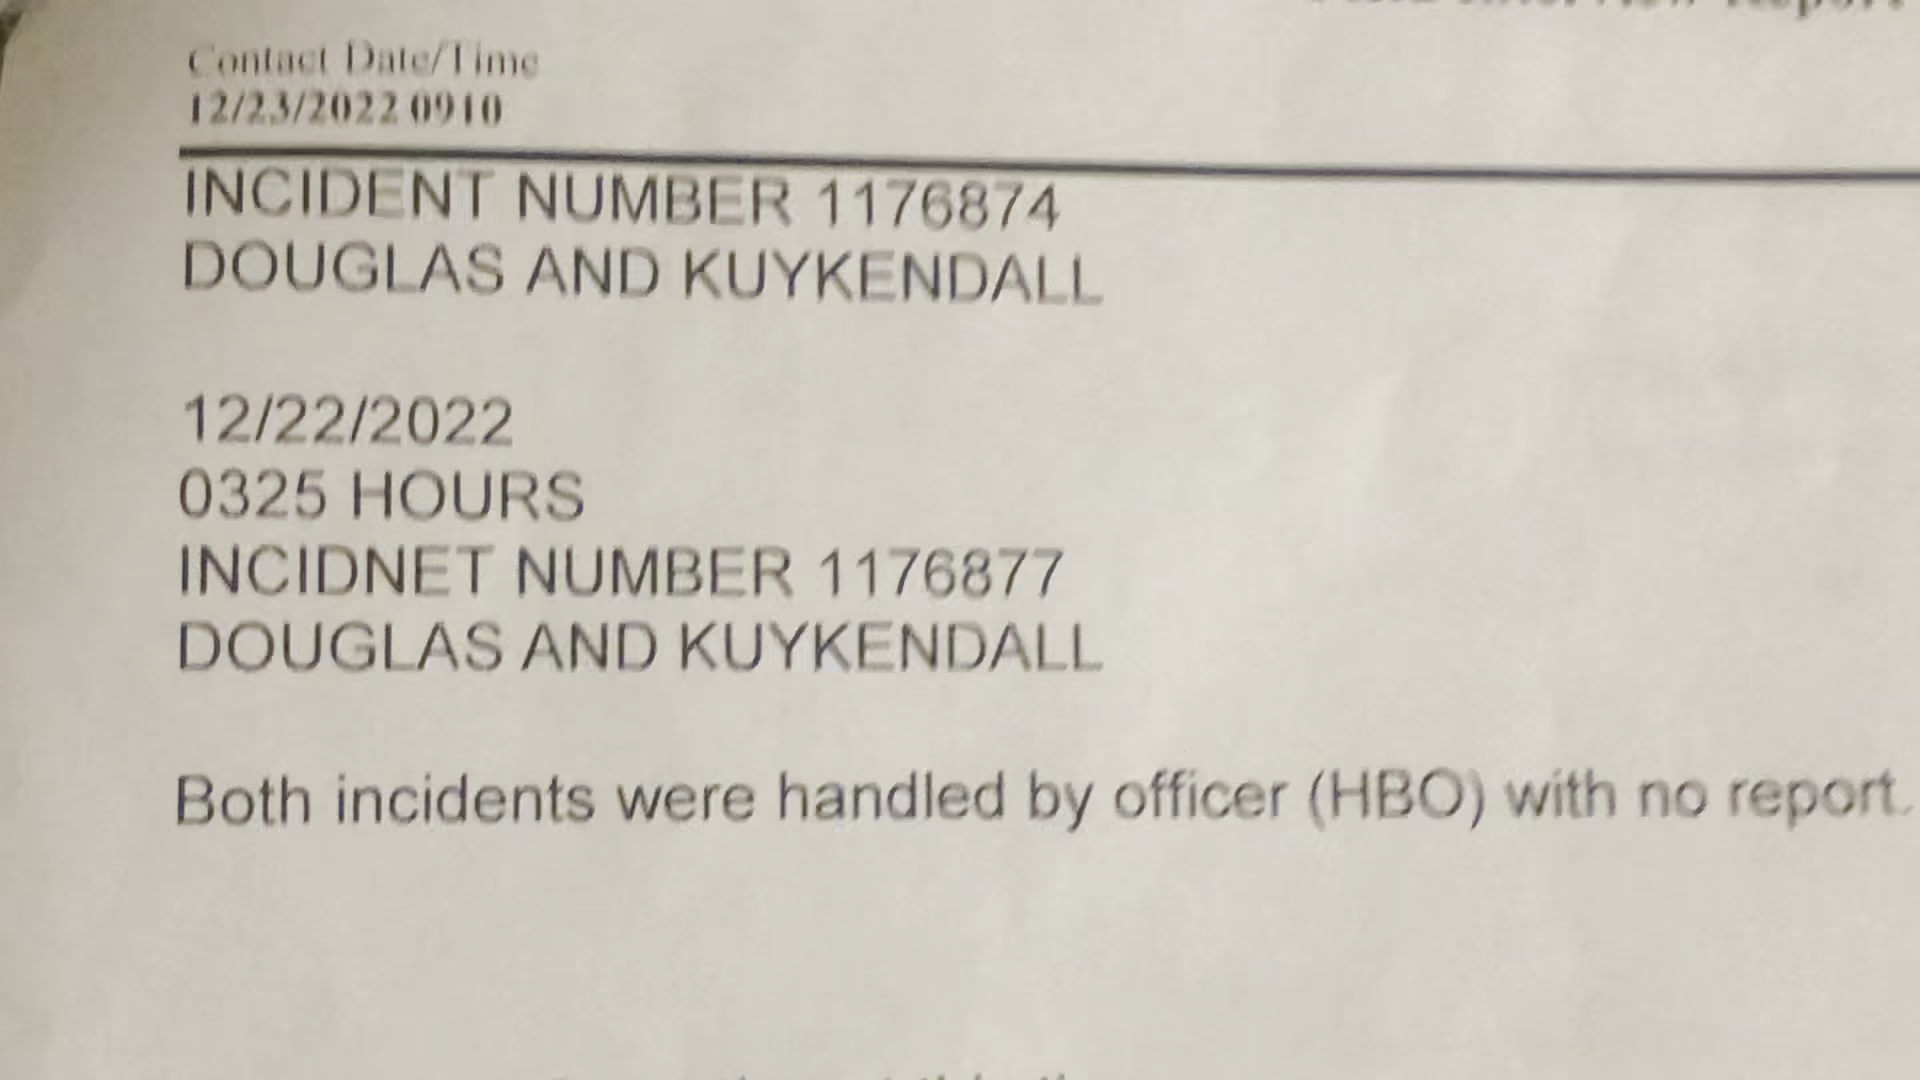 Contact Date/Time
12/23/2022 0910
INCIDENT NUMBER 1176874
DOUGLAS AND KUYKENDALL
12/22/2022
0325 HOURS
INCIDNET NUMBER 1176877
DOUGLAS AND KUYKENDALL
Both incidents were handled by officer (HBO) with no report.